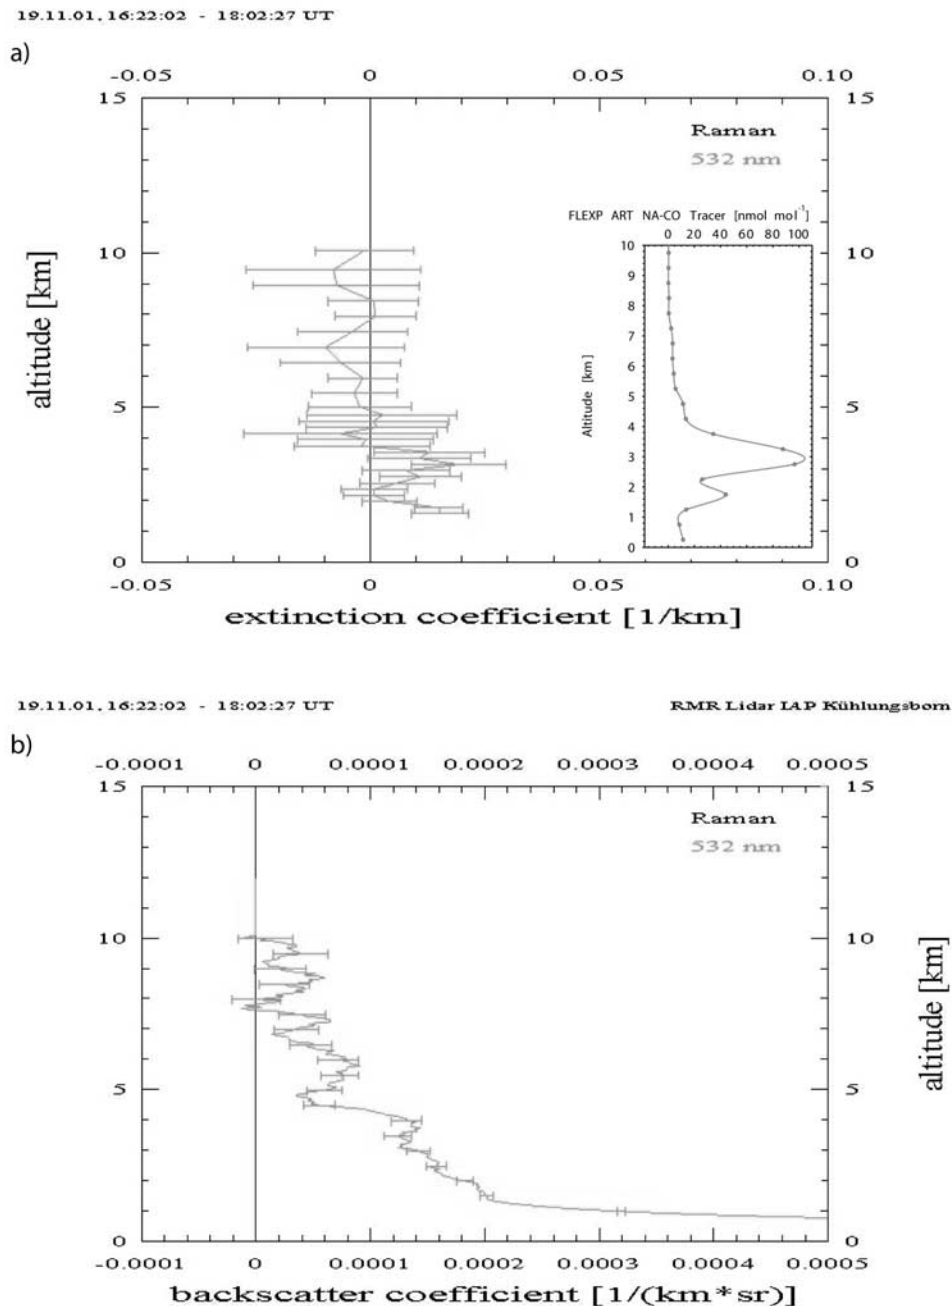 19.11.01, 16:22:02 - 18:02:27 UT
a)
-0.05 0 0.05 0.10
15 15
Raman
532 nm
FLEXP ART NA-CO Tracer [nmol mol-1]
0 20 40 60 80 100
10
9
8
7
6
5
4
3
2
1
0
Altitude [km]
altitude [km]
10 10
5 5
0 0
-0.05 0 0.05 0.10
extinction coefficient [1/km]
19.11.01, 16:22:02 - 18:02:27 UT RMR Lidar IAP Kühlungsborn
b)
-0.0001 0 0.0001 0.0002 0.0003 0.0004 0.0005
15 15
Raman
532 nm
10 10
altitude [km]
5 5
0 0
-0.0001 0 0.0001 0.0002 0.0003 0.0004 0.0005
backscatter coefficient [1/(km*sr)]